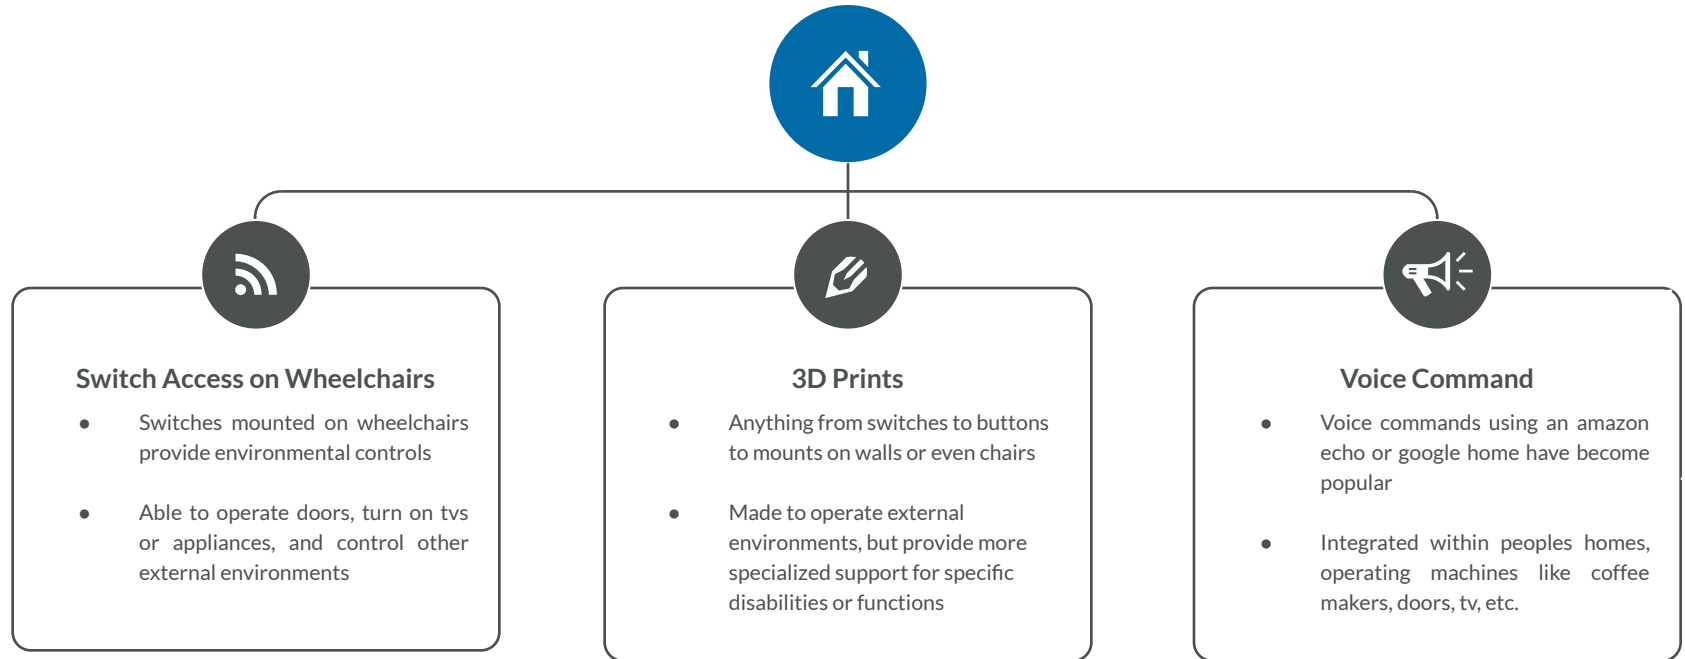 Switch Access on Wheelchairs
● Switches mounted on wheelchairs
provide environmental controls
● Able to operate doors, turn on tvs
or appliances, and control other
external environments
3D Prints
● Anything from switches to buttons
to mounts on walls or even chairs
● Made to operate external
environments, but provide more
specialized support for specific
disabilities or functions
Voice Command
● Voice commands using an amazon
echo or google home have become
popular
● Integrated within peoples homes,
operating machines like coffee
makers, doors, tv, etc.